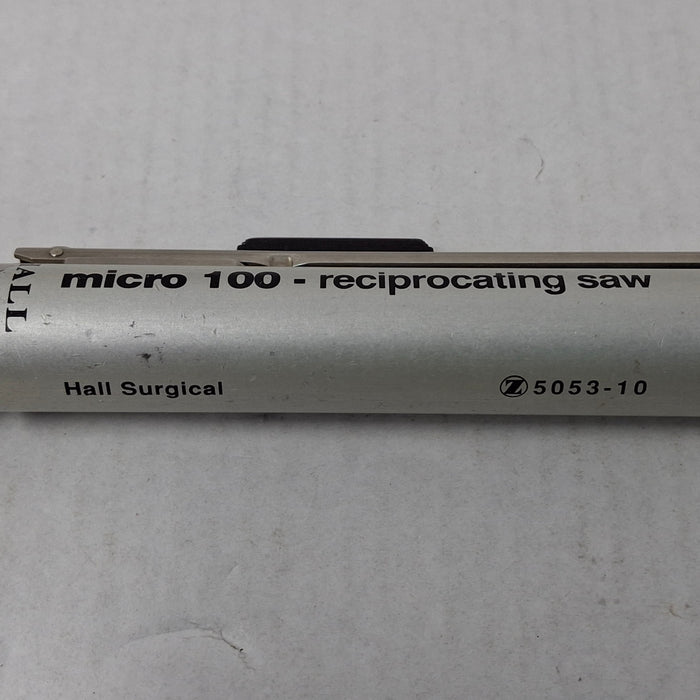 ALL
micro 100 - reciprocating saw
Hall Surgical
Z 5053-10